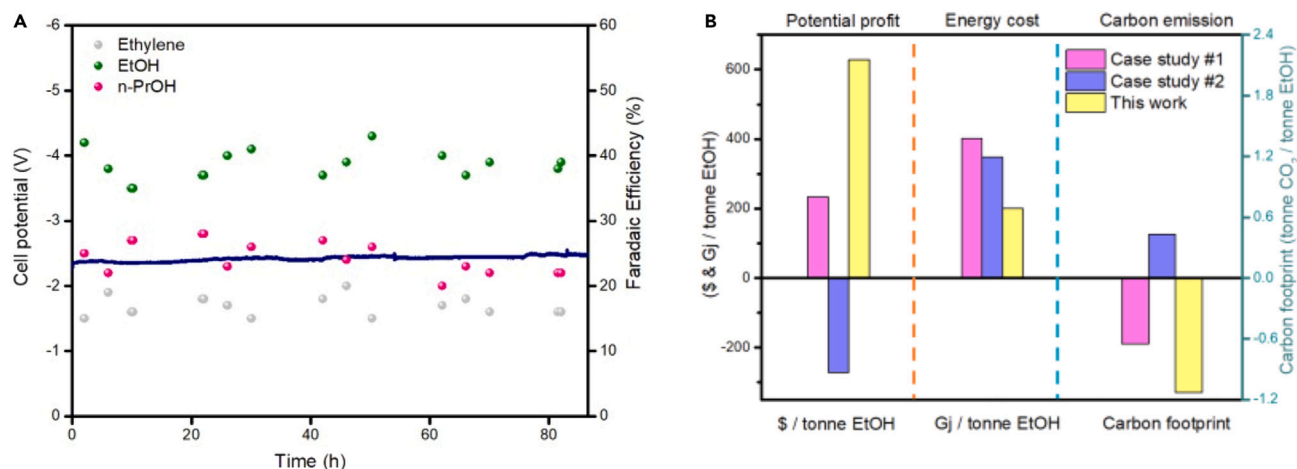 A
-6
-5
-4
-3
-2
-1
0
Cell potential (V)
Ethylene
EtOH
n-PrOH
60
50
40
30
20
10
0
Faradaic Efficiency (%)
0
20
40
60
80
Time (h)
B
Potential profit
Energy cost
Carbon emission
600
400
200
0
-200
($ & Gj / tonne EtOH)
Case study #1
Case study #2
This work
2.4
1.8
1.2
0.6
0.0
-0.6
-1.2
Carbon footprint (tonne CO₂ / tonne EtOH)
$ / tonne EtOH
Gj / tonne EtOH
Carbon footprint